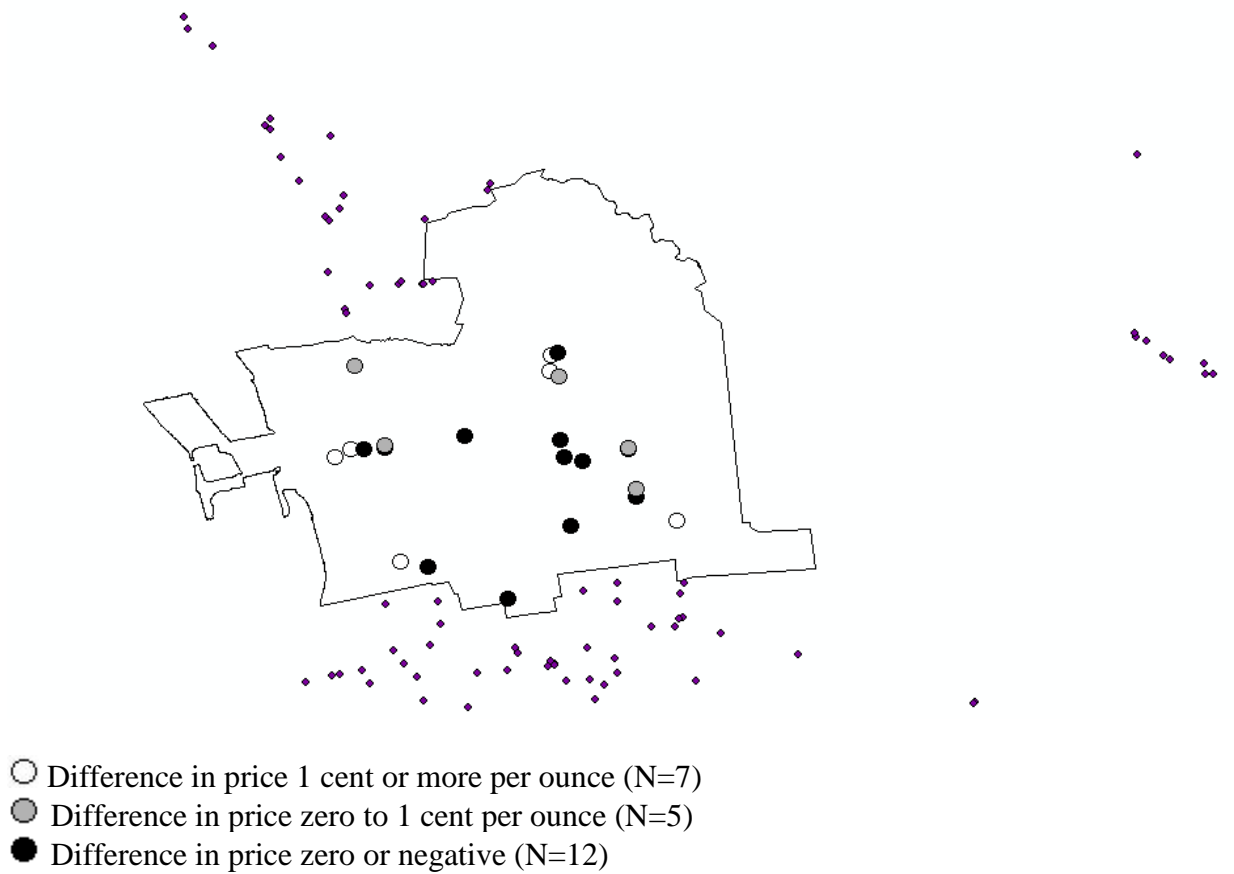 Difference in price 1 cent or more per ounce (N=7)
Difference in price zero to 1 cent per ounce (N=5)
Difference in price zero or negative (N=12)